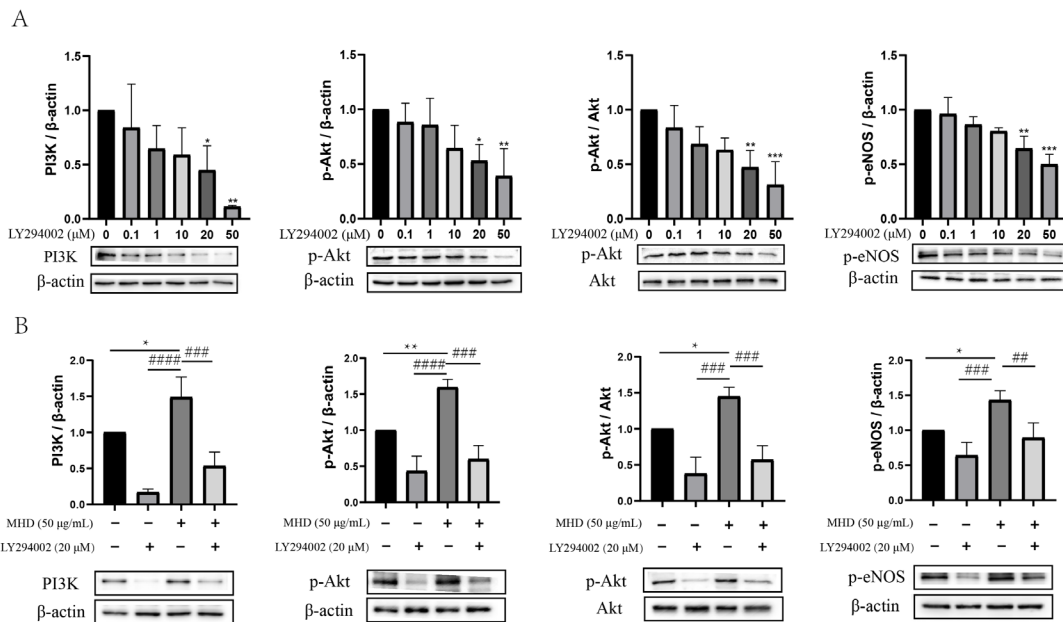 A
PI3K / β-actin
1.5
1.0
0.5
0.0
*
**
0 0.1 1 10 20 50
LY294002 (μM)
PI3K
β-actin
p-Akt / β-actin
1.5
1.0
0.5
0.0
*
**
0 0.1 1 10 20 50
LY294002 (μM)
p-Akt
β-actin
p-Akt / Akt
1.5
1.0
0.5
0.0
**
***
0 0.1 1 10 20 50
LY294002 (μM)
p-Akt
Akt
p-eNOS / β-actin
1.5
1.0
0.5
0.0
**
***
0 0.1 1 10 20 50
LY294002 (μM)
p-eNOS
β-actin
B
PI3K / β-actin
*
#### ###
2.0
1.5
1.0
0.5
0.0
MHD (50 μg/mL) − − + +
LY294002 (20 μM) − + − +
PI3K
β-actin
p-Akt / β-actin
**
#### ###
2.0
1.5
1.0
0.5
0.0
MHD (50 μg/mL) − − + +
LY294002 (20 μM) − + − +
p-Akt
β-actin
p-Akt / Akt
*
### ###
2.0
1.5
1.0
0.5
0.0
MHD (50 μg/mL) − − + +
LY294002 (20 μM) − + − +
p-Akt
Akt
p-eNOS / β-actin
*
### ##
2.0
1.5
1.0
0.5
0.0
MHD (50 μg/mL) − − + +
LY294002 (20 μM) − + − +
p-eNOS
β-actin